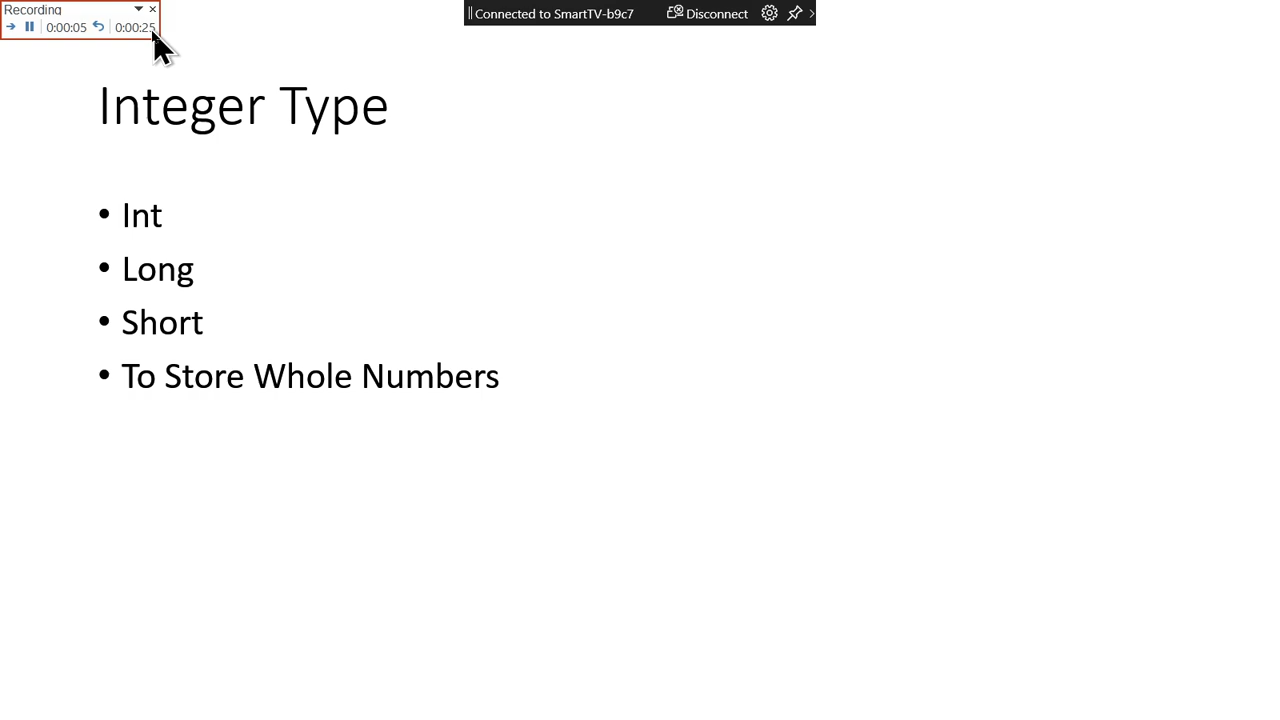 Recording
0:00:05 0:00:25
Connected to SmartTV-b9c7 Disconnect
Integer Type
• Int
• Long
• Short
• To Store Whole Numbers